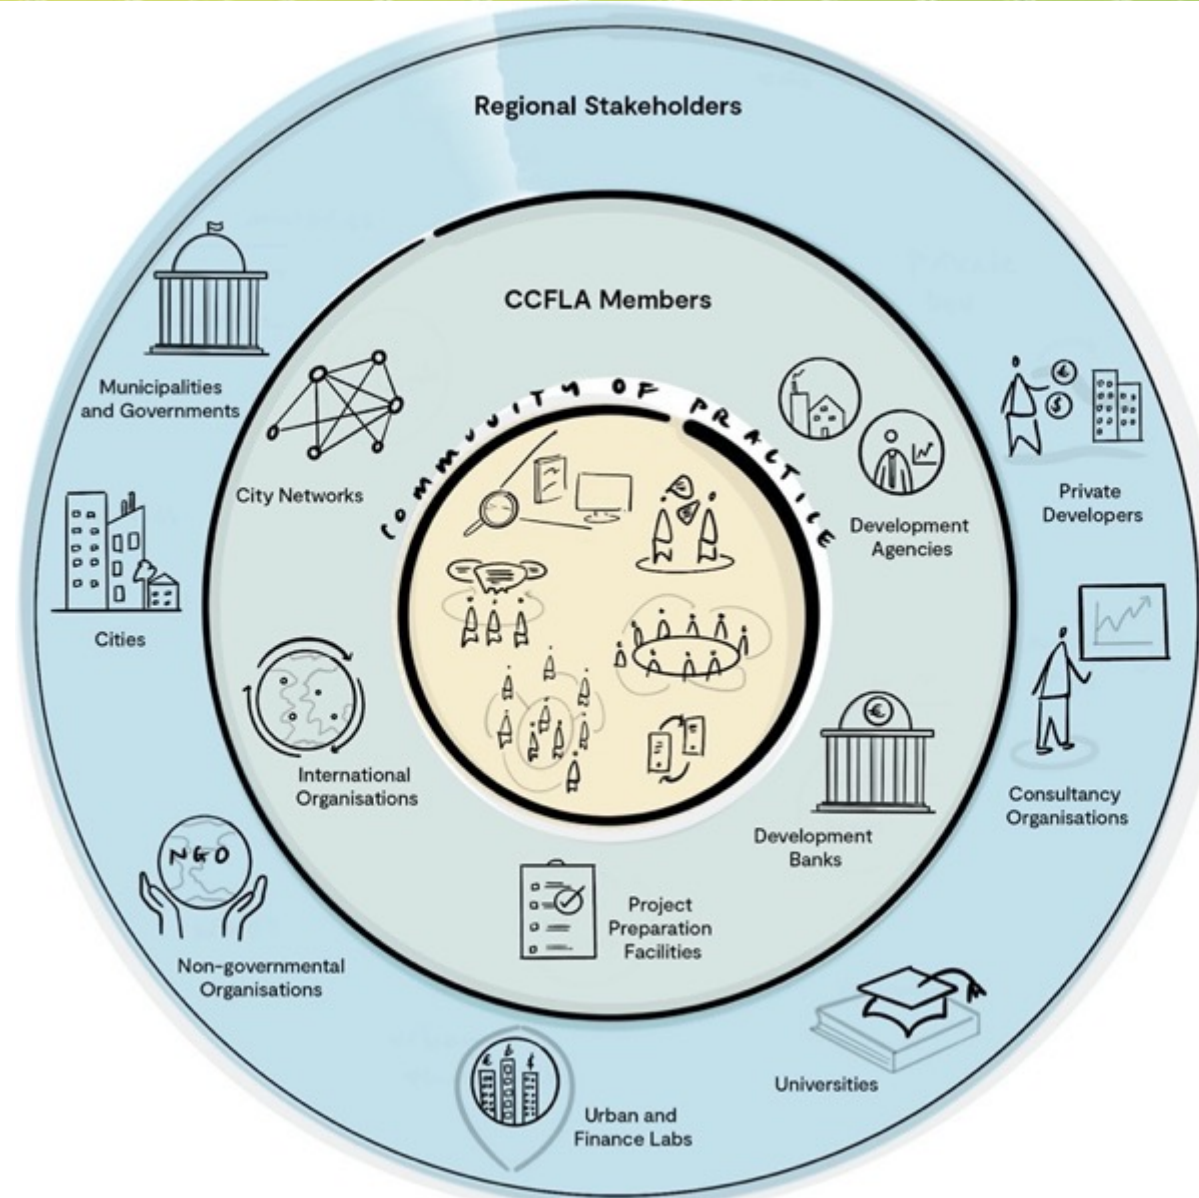 Regional Stakeholders
CCFLA Members
COMMUNITY OF PRACTICE
Municipalities
and Governments
City Networks
Cities
International
Organisations
NGO
Non-governmental
Organisations
Development
Agencies
€
$
Private
Developers
Consultancy
Organisations
€
Development
Banks
Project
Preparation
Facilities
Universities
Urban and
Finance Labs